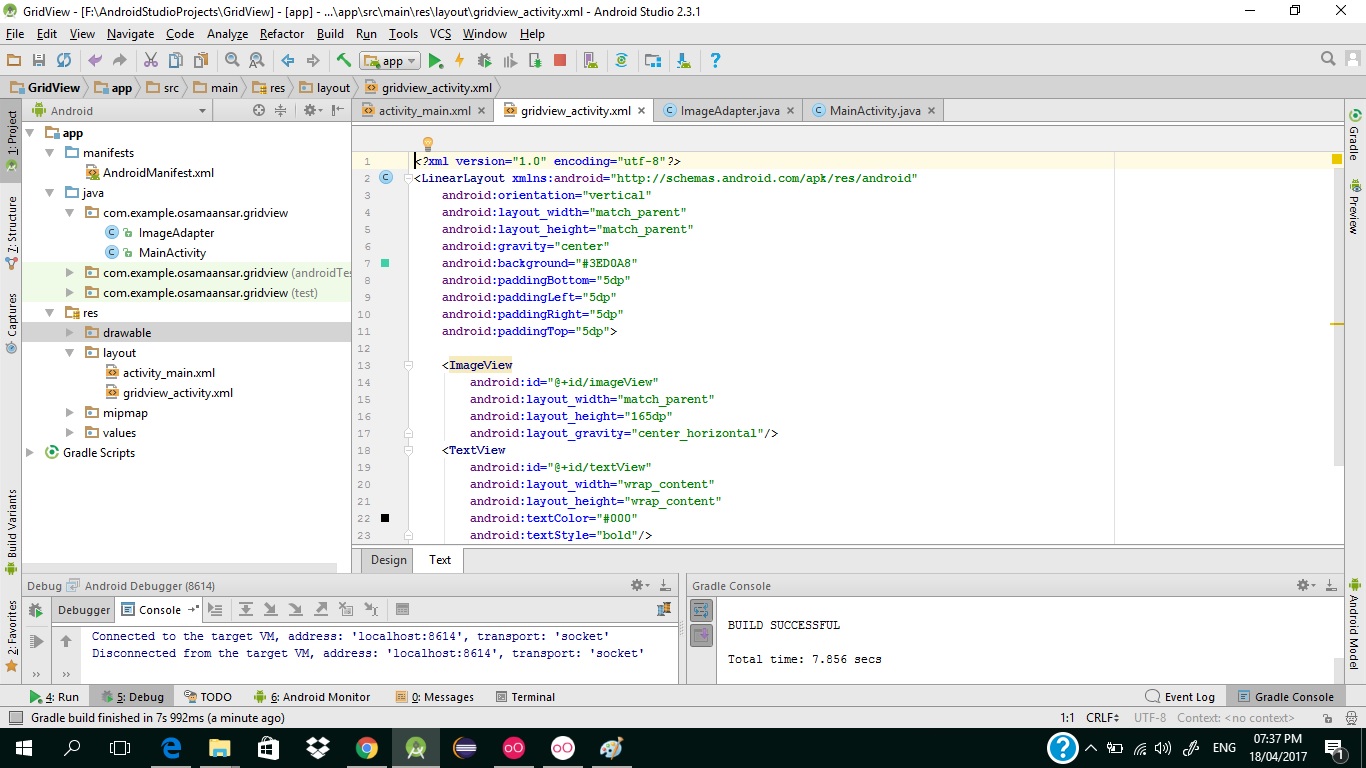 GridView - [F:\AndroidStudioProjects\GridView] - [app] - ...\app\src\main\res\layout\gridview_activity.xml - Android Studio 2.3.1
File Edit View Navigate Code Analyze Refactor Build Run Tools VCS Window Help
app
GridView app src main res layout gridview_activity.xml
Android
activity_main.xml gridview_activity.xml ImageAdapter.java MainActivity.java
1: Project
7: Structure
Captures
Build Variants
2: Favorites
app
manifests
AndroidManifest.xml
java
com.example.osamaansar.gridview
ImageAdapter
MainActivity
com.example.osamaansar.gridview (androidTes
com.example.osamaansar.gridview (test)
res
drawable
layout
activity_main.xml
gridview_activity.xml
mipmap
values
Gradle Scripts
1 <?xml version="1.0" encoding="utf-8"?>
2 <LinearLayout xmlns:android="http://schemas.android.com/apk/res/android"
3 android:orientation="vertical"
4 android:layout_width="match_parent"
5 android:layout_height="match_parent"
6 android:gravity="center"
7 android:background="#3ED0A8"
8 android:paddingBottom="5dp"
9 android:paddingLeft="5dp"
10 android:paddingRight="5dp"
11 android:paddingTop="5dp">
12
13 <ImageView
14 android:id="@+id/imageView"
15 android:layout_width="match_parent"
16 android:layout_height="165dp"
17 android:layout_gravity="center_horizontal"/>
18 <TextView
19 android:id="@+id/textView"
20 android:layout_width="wrap_content"
21 android:layout_height="wrap_content"
22 android:textColor="#000"
23 android:textStyle="bold"/>
Design Text
Gradle
Preview
Android Model
Debug Android Debugger (8614)
Debugger Console
Connected to the target VM, address: 'localhost:8614', transport: 'socket'
Disconnected from the target VM, address: 'localhost:8614', transport: 'socket'
Gradle Console
BUILD SUCCESSFUL
Total time: 7.856 secs
4: Run 5: Debug TODO 6: Android Monitor 0: Messages Terminal Event Log Gradle Console
Gradle build finished in 7s 992ms (a minute ago) 1:1 CRLF UTF-8 Context: <no context>
ENG
07:37 PM
18/04/2017
1